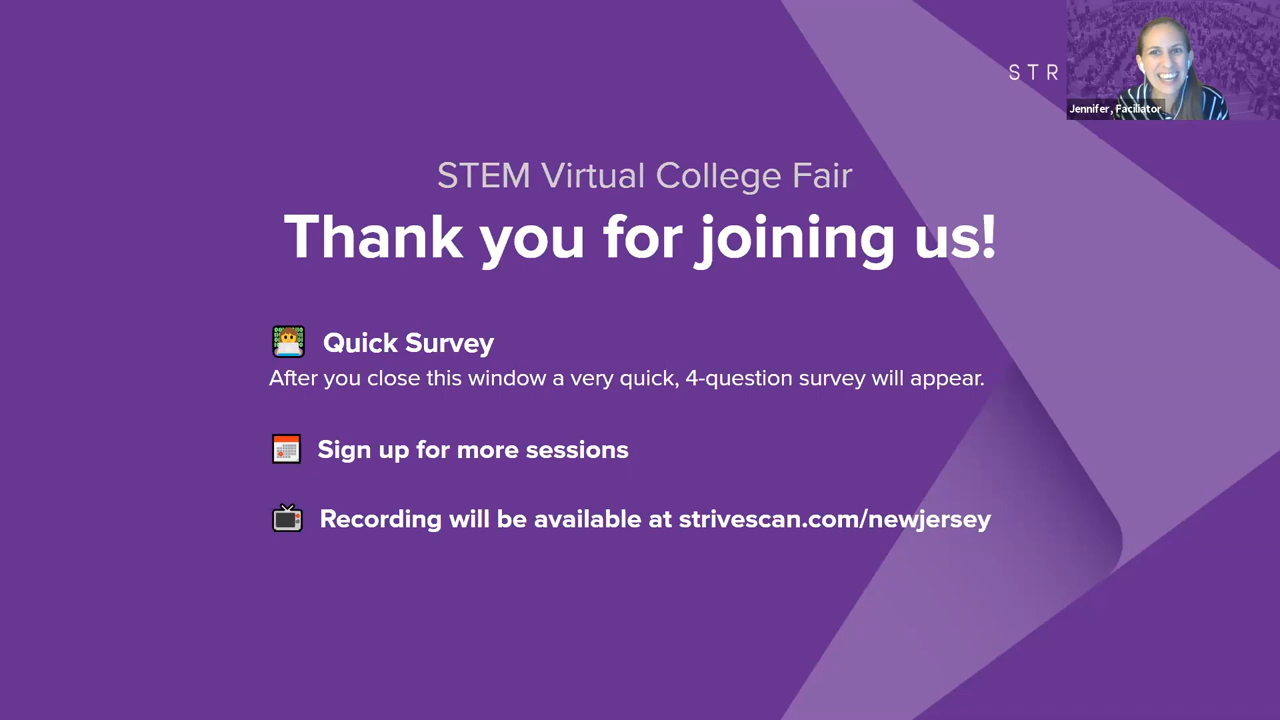 STR
Jennifer, Faciliator
STEM Virtual College Fair
Thank you for joining us!
Quick Survey
After you close this window a very quick, 4-question survey will appear.
Sign up for more sessions
Recording will be available at strivescan.com/newjersey